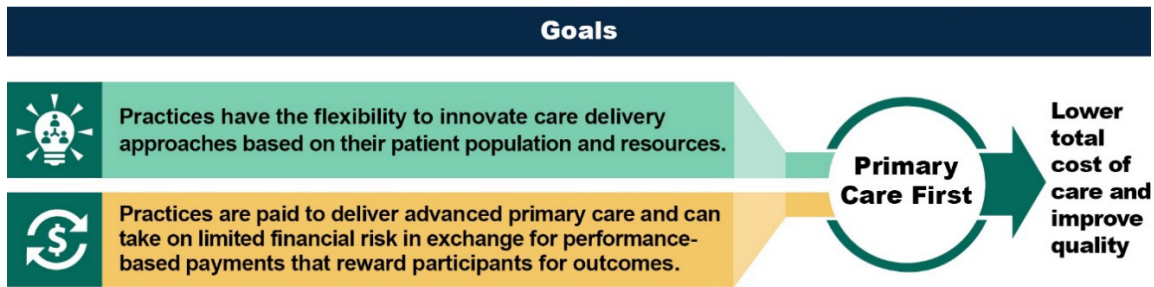 Goals
Practices have the flexibility to innovate care delivery
approaches based on their patient population and resources.
Practices are paid to deliver advanced primary care and can
take on limited financial risk in exchange for performance-
based payments that reward participants for outcomes.
$
Primary
Care First
Lower
total
cost of
care and
improve
quality